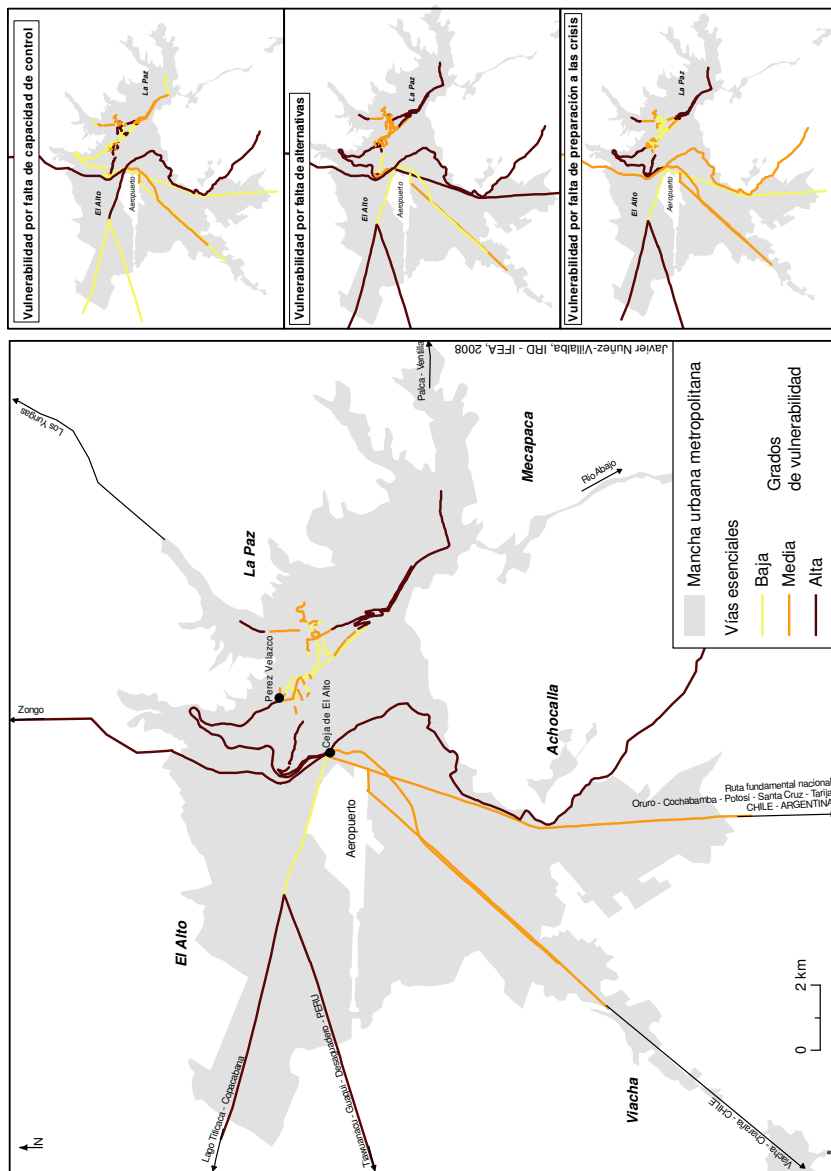 Vulnerabilidad por falta de capacidad de control
La Paz
El Alto
Aeropuerto
Vulnerabilidad por falta de alternativas
La Paz
El Alto
Aeropuerto
Vulnerabilidad por falta de preparación a las crisis
La Paz
El Alto
Aeropuerto
N
Lago Titicaca - Copacabana
Tiawuanacu - Guaqui - Desaguadero - PERU
El Alto
Zongo
Los Yungas
La Paz
Perez Velazco
Ceja de El Alto
Aeropuerto
Palca - Ventilla
Mecapaca
Río Abajo
Achocalla
Viacha
Viacha - Charaña - CHILE
Ruta fundamental nacional
Oruro - Cochabamba - Potosí - Santa Cruz - Tarija
CHILE - ARGENTINA
0 2 km
Mancha urbana metropolitana
Vías esenciales
Baja
Media
Alta
Grados
de vulnerabilidad
Javier Nuñez-Villalba, IRD - IFEA, 2008